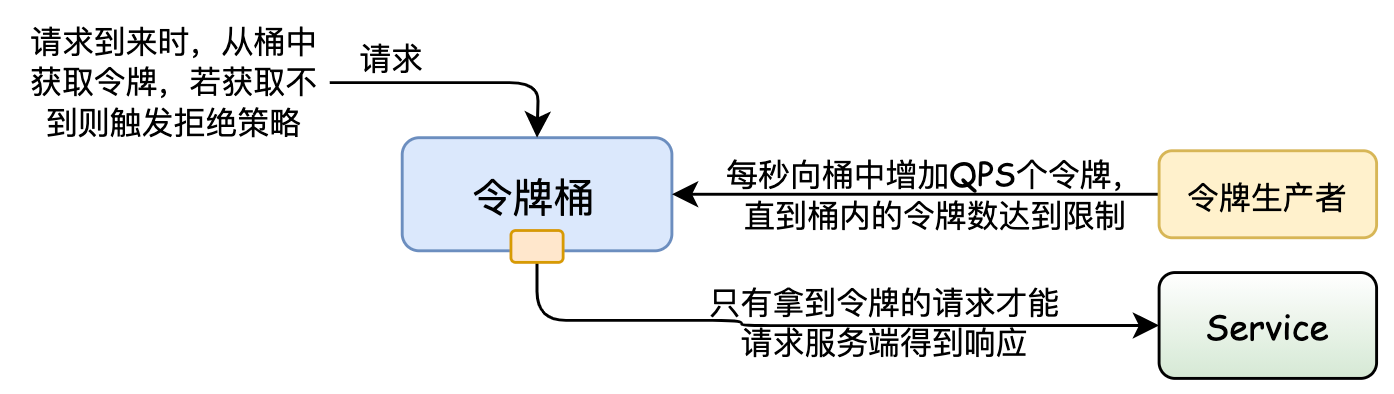 请求到来时，从桶中
获取令牌，若获取不
到则触发拒绝策略
请求
令牌桶
每秒向桶中增加QPS个令牌，
直到桶内的令牌数达到限制
令牌生产者
只有拿到令牌的请求才能
请求服务端得到响应
Service